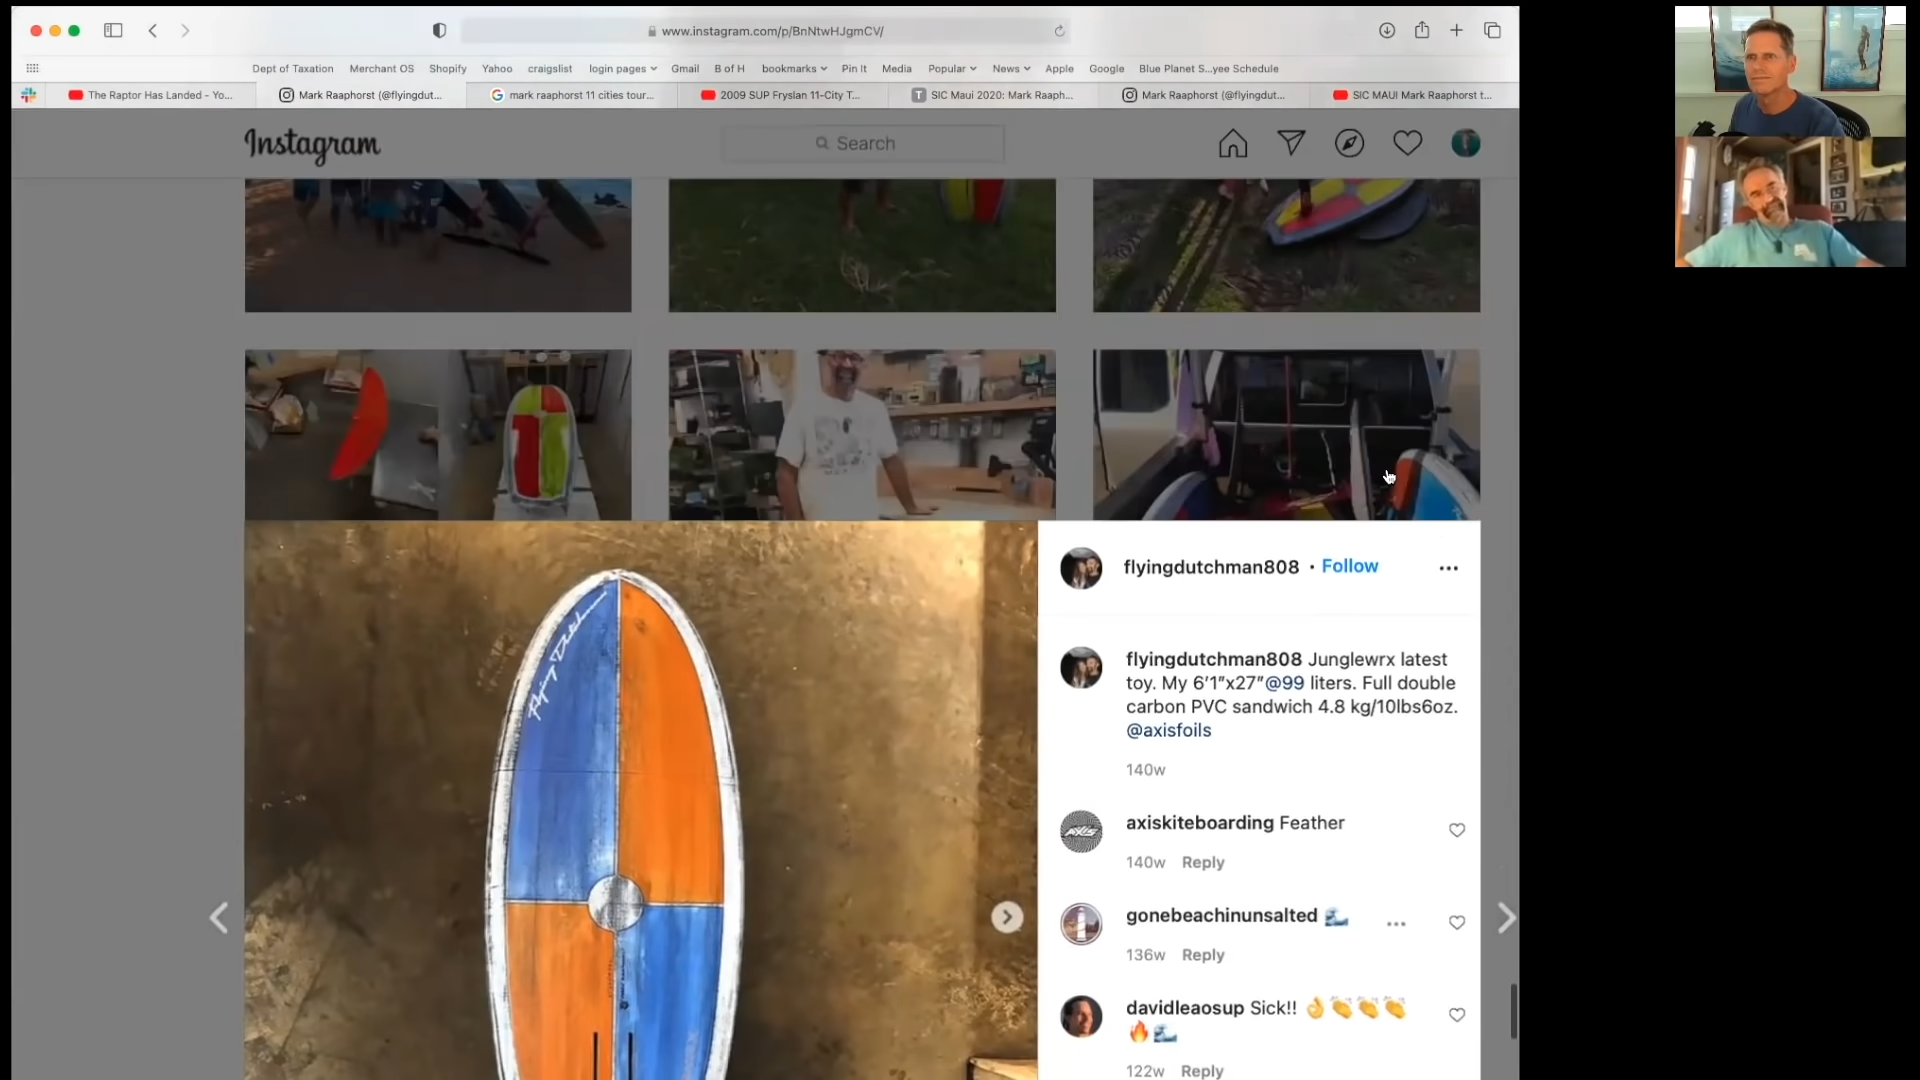 www.instagram.com/p/BnNtwHJgmCV/
Dept of Taxation Merchant OS Shopify Yahoo craigslist login pages Gmail B of H bookmarks Pin It Media Popular News Apple Google Blue Planet S...yee Schedule
The Raptor Has Landed - Yo... Mark Raaphorst (@flyingdut... mark raaphorst 11 cities tour... 2009 SUP Fryslan 11-City T... T SIC Maui 2020: Mark Raaph... Mark Raaphorst (@flyingdut... SIC MAUI Mark Raaphorst t...
Instagram
Search
flyingdutchman808 • Follow
flyingdutchman808 Junglewrx latest
toy. My 6'1"x27"@99 liters. Full double
carbon PVC sandwich 4.8 kg/10lbs6oz.
@axisfoils
140w
axiskiteboarding Feather
140w Reply
gonebeachinunsalted 🌊
136w Reply
davidleaosup Sick!! 👌👏👏👏
🔥🌊
122w Reply
Flying Dutchman
AXIS